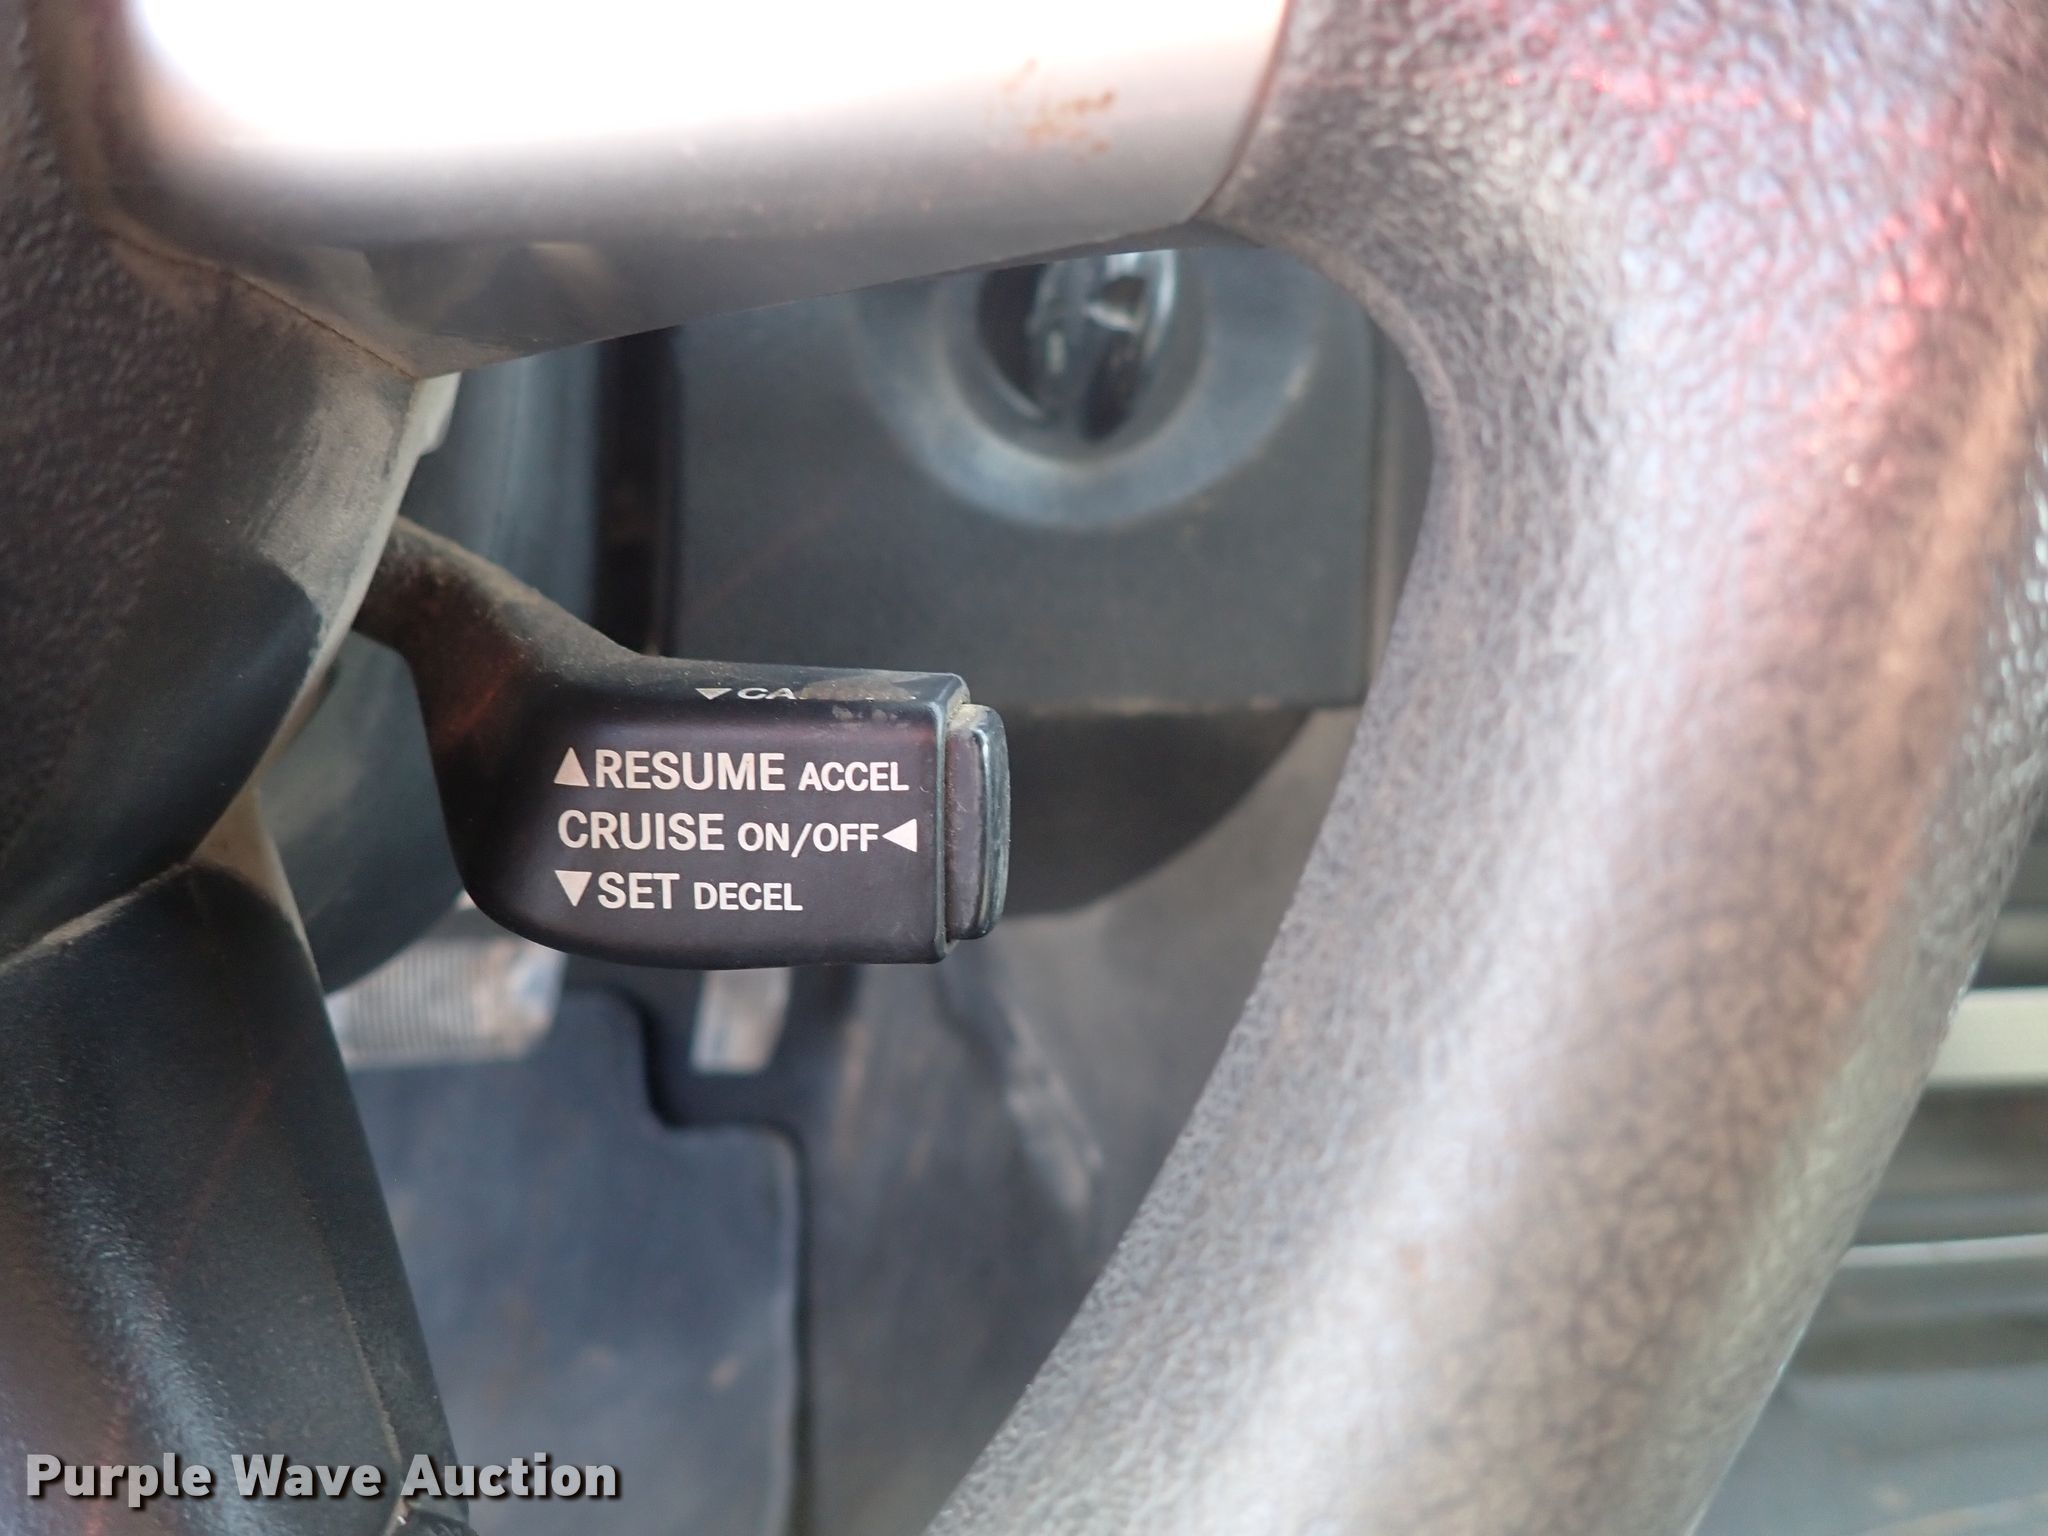 ▲RESUME ACCEL
CRUISE ON/OFF◀
▼SET DECEL
Purple Wave Auction